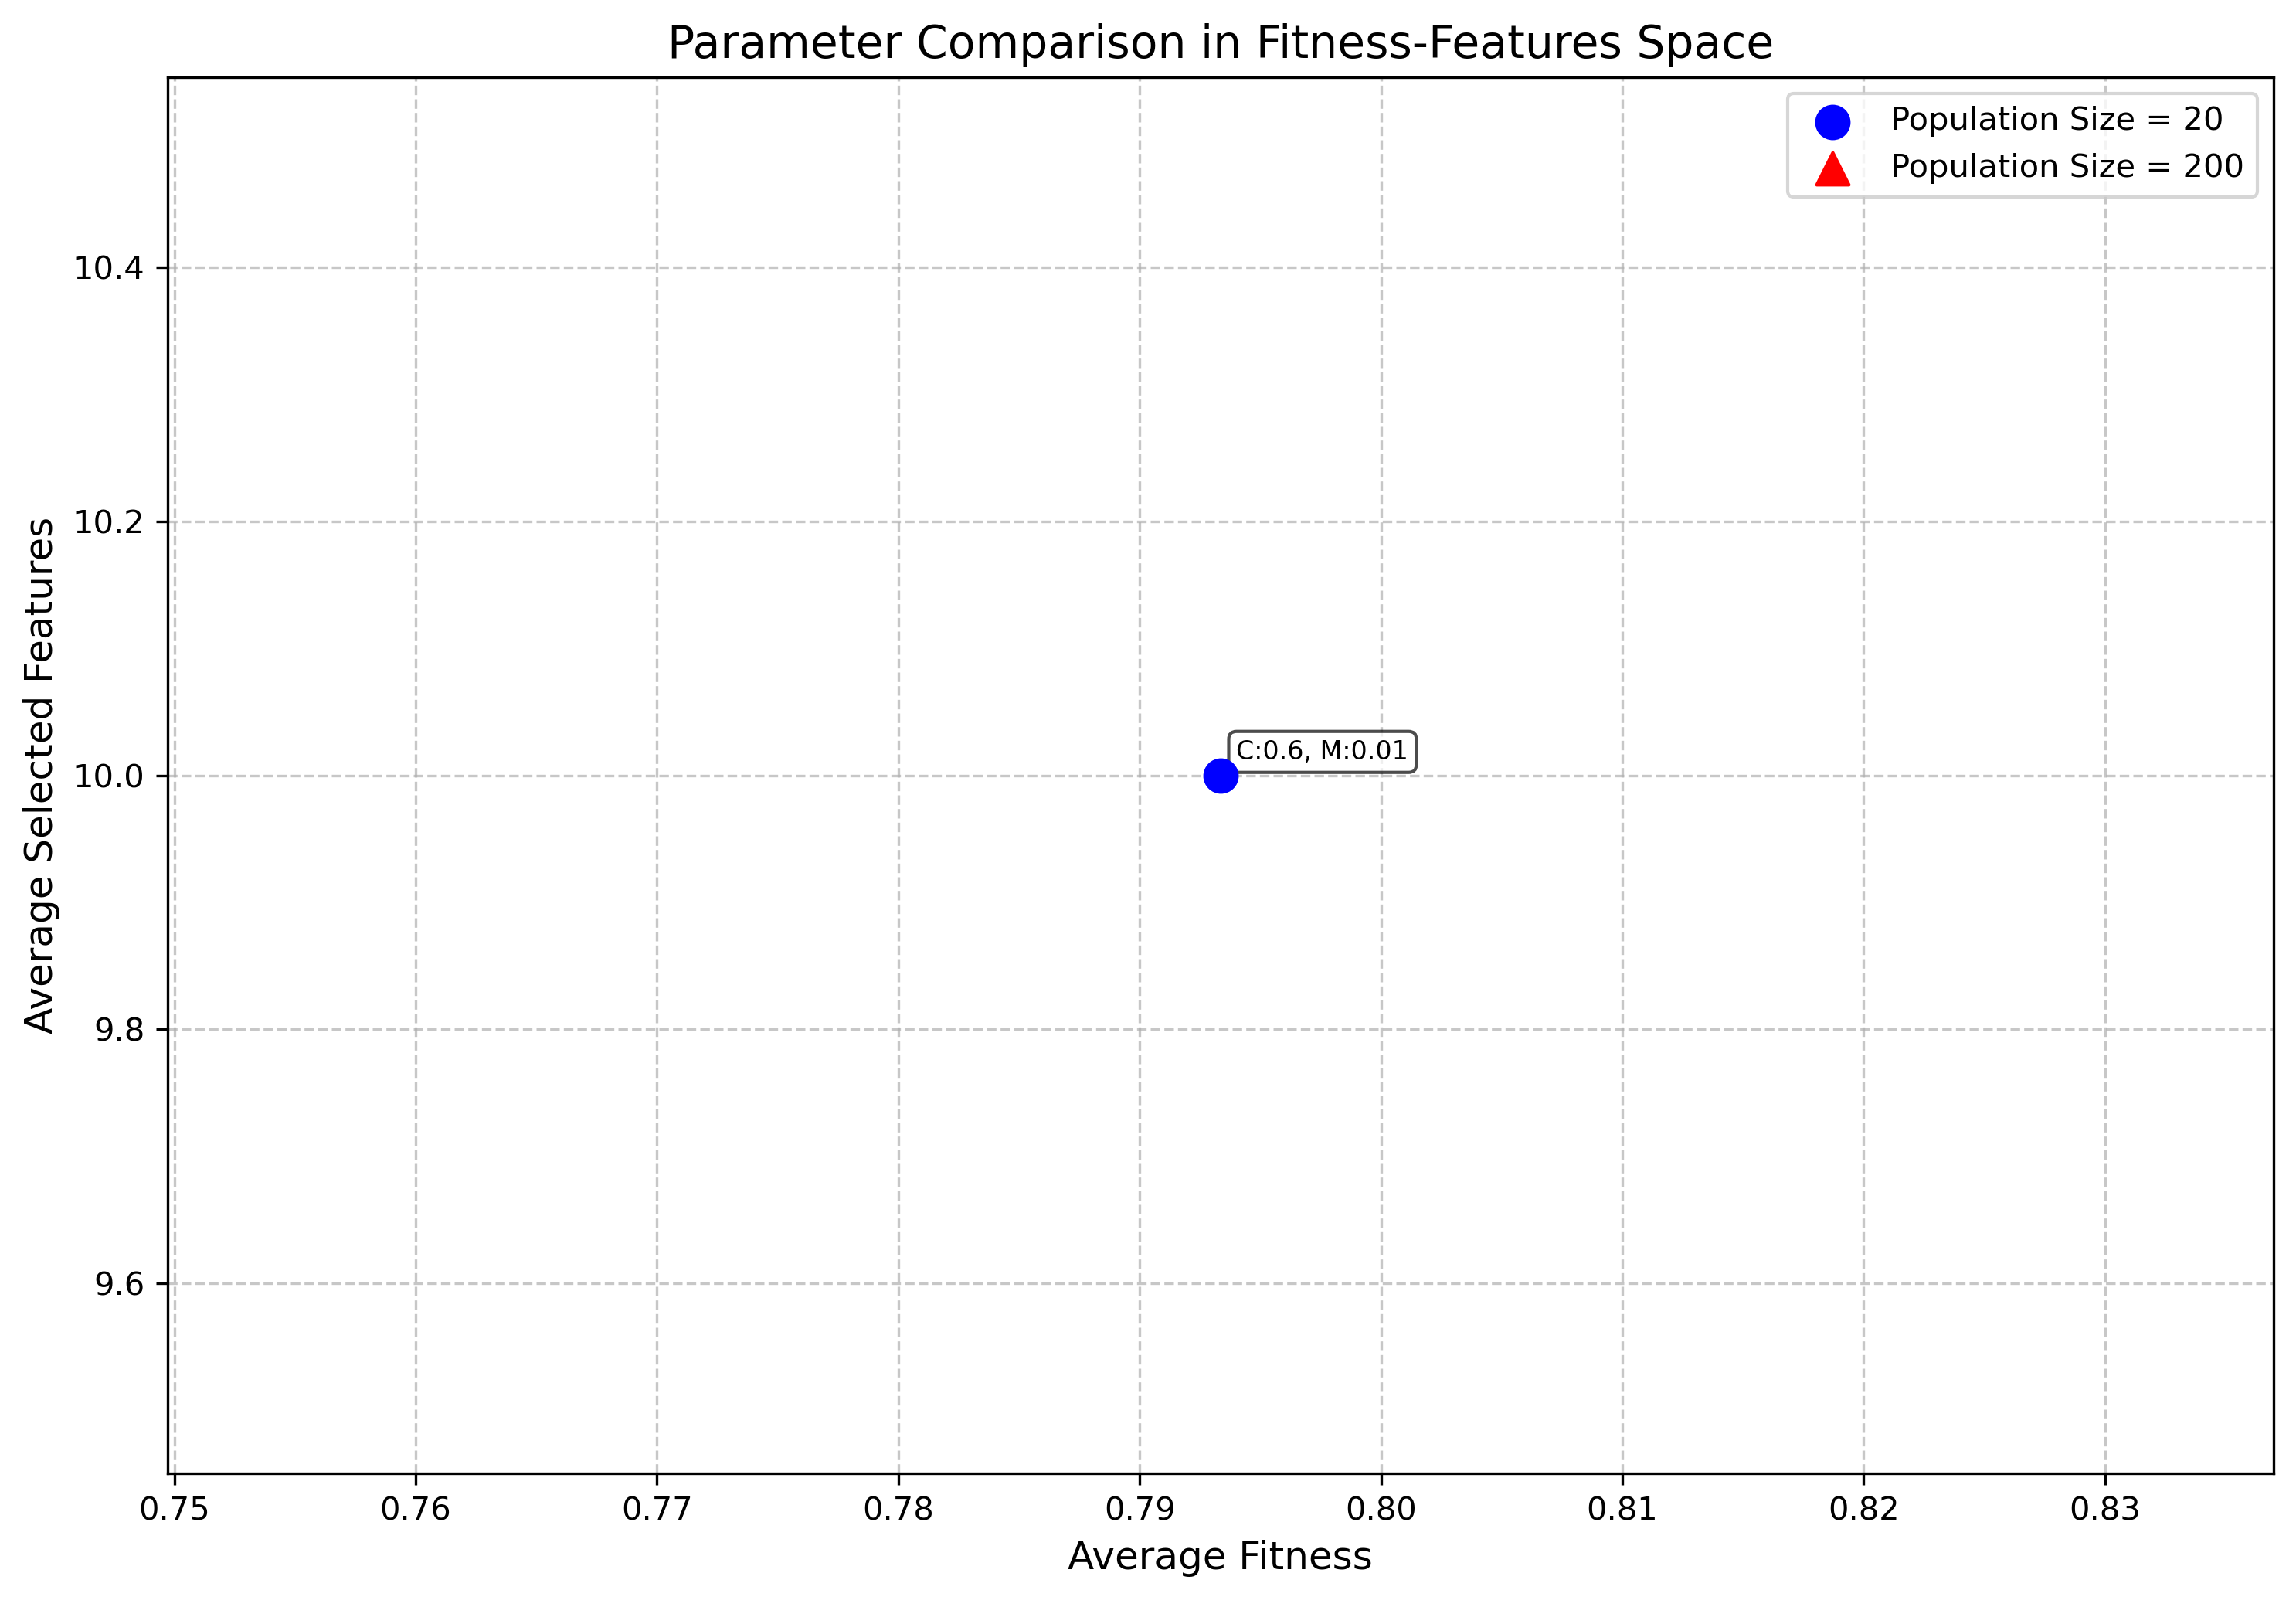 Parameter Comparison in Fitness-Features Space
Population Size = 20
Population Size = 200
Average Selected Features
10.4
10.2
10.0
9.8
9.6
C:0.6, M:0.01
0.75 0.76 0.77 0.78 0.79 0.80 0.81 0.82 0.83
Average Fitness